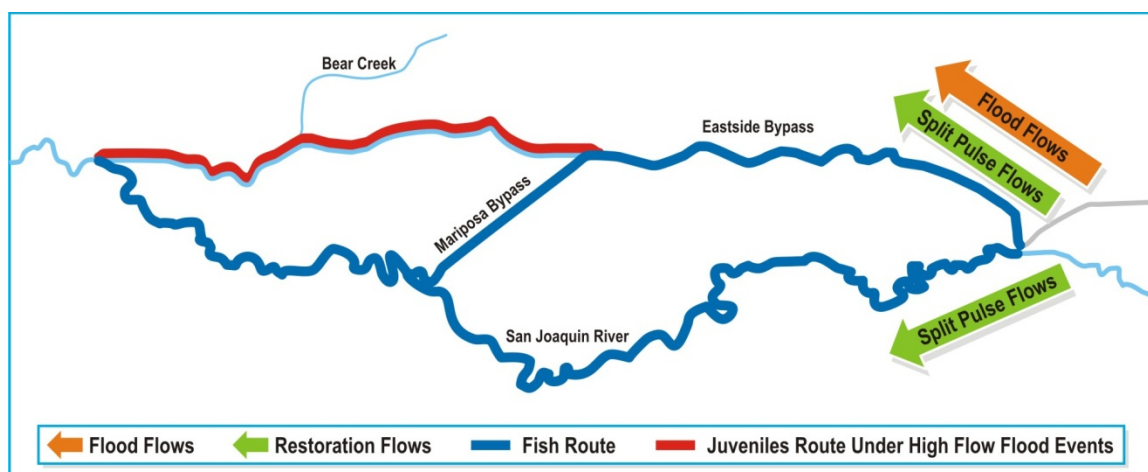 Bear Creek
Eastside Bypass
Flood Flows
Split Pulse Flows
Mariposa Bypass
San Joaquin River
Split Pulse Flows
Flood Flows
Restoration Flows
Fish Route
Juveniles Route Under High Flow Flood Events